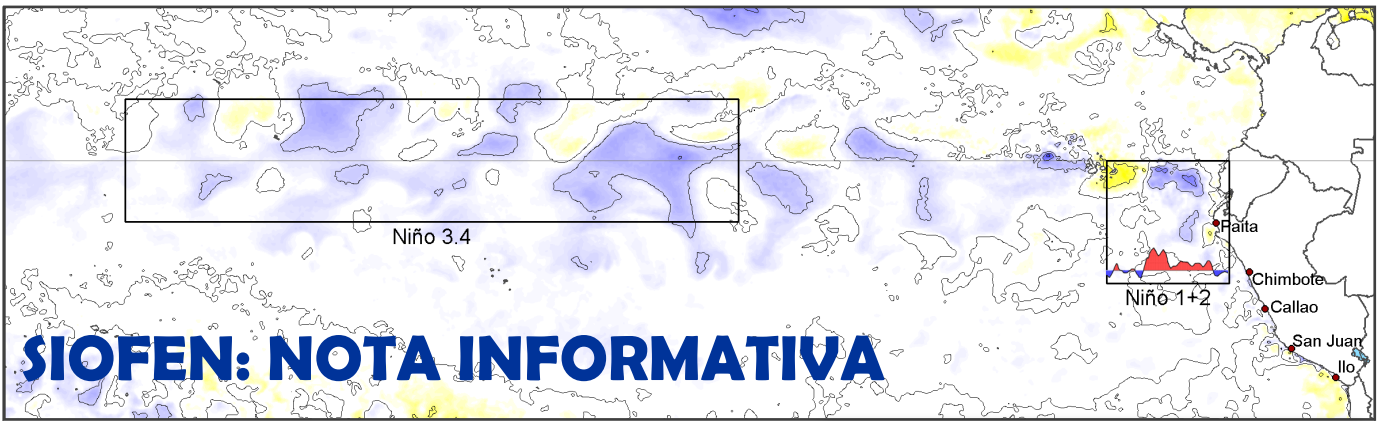 Niño 3.4
Paita
Chimbote
Niño 1+2
Callao
San Juan
Ilo
SIOFEN: NOTA INFORMATIVA